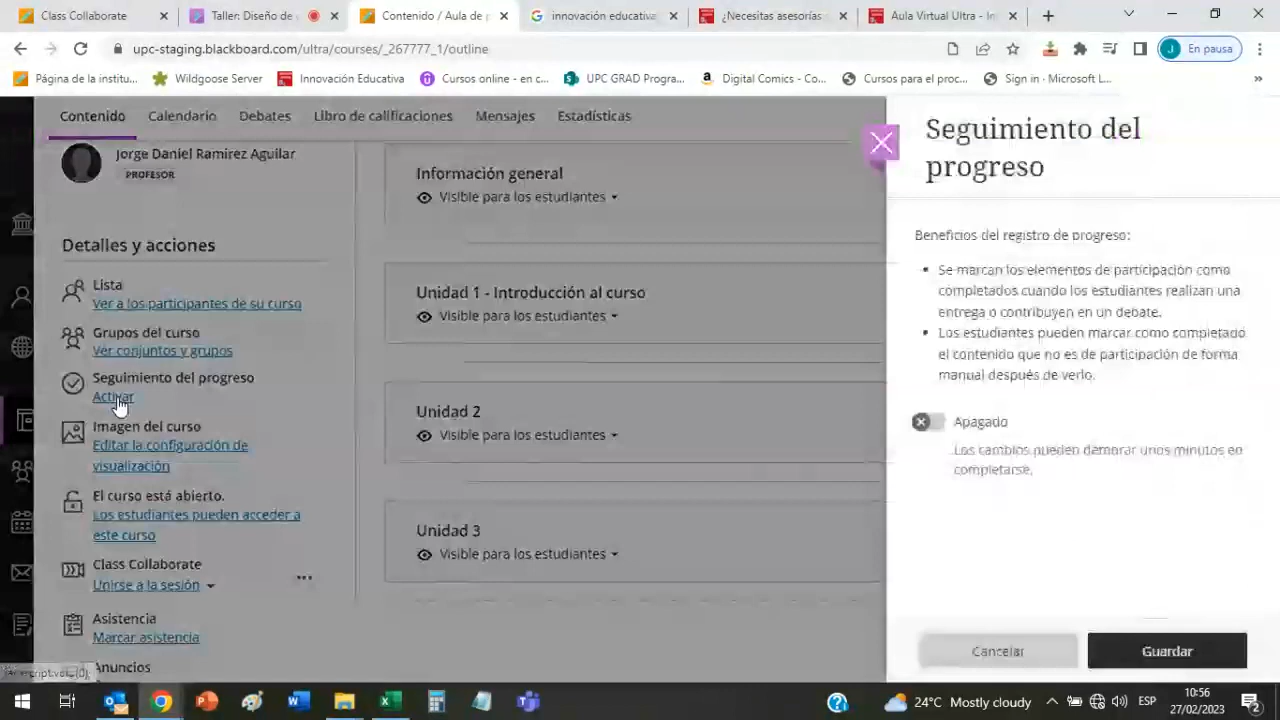 Class Collaborate
Taller: Diseño de
Contenido / Aula de p
innovación educativa
¿Necesitas asesorías
Aula Virtual Ultra - In
upc-staging.blackboard.com/ultra/courses/_267777_1/outline
En pausa
Página de la institu...
Wildgoose Server
Innovación Educativa
Cursos online - en c...
UPC GRAD Progra...
Digital Comics - Co...
Cursos para el proc...
Sign in - Microsoft L...
Contenido
Calendario
Debates
Libro de calificaciones
Mensajes
Estadísticas
Jorge Daniel Ramirez Aguilar
PROFESOR
Detalles y acciones
Lista
Ver a los participantes de su curso
Grupos del curso
Ver conjuntos y grupos
Seguimiento del progreso
Activar
Imagen del curso
Editar la configuración de
visualización
El curso está abierto.
Los estudiantes pueden acceder a
este curso
Class Collaborate
Unirse a la sesión
Asistencia
Marcar asistencia
Anuncios
Información general
Visible para los estudiantes
Unidad 1 - Introducción al curso
Visible para los estudiantes
Unidad 2
Visible para los estudiantes
Unidad 3
Visible para los estudiantes
Seguimiento del
progreso
Beneficios del registro de progreso:
Se marcan los elementos de participación como
completados cuando los estudiantes realizan una
entrega o contribuyen en un debate.
Los estudiantes pueden marcar como completado
el contenido que no es de participación de forma
manual después de verlo.
Apagado
Los cambios pueden demorar unos minutos en
completarse.
Cancelar
Guardar
24°C Mostly cloudy
ESP
10:56
27/02/2023
2